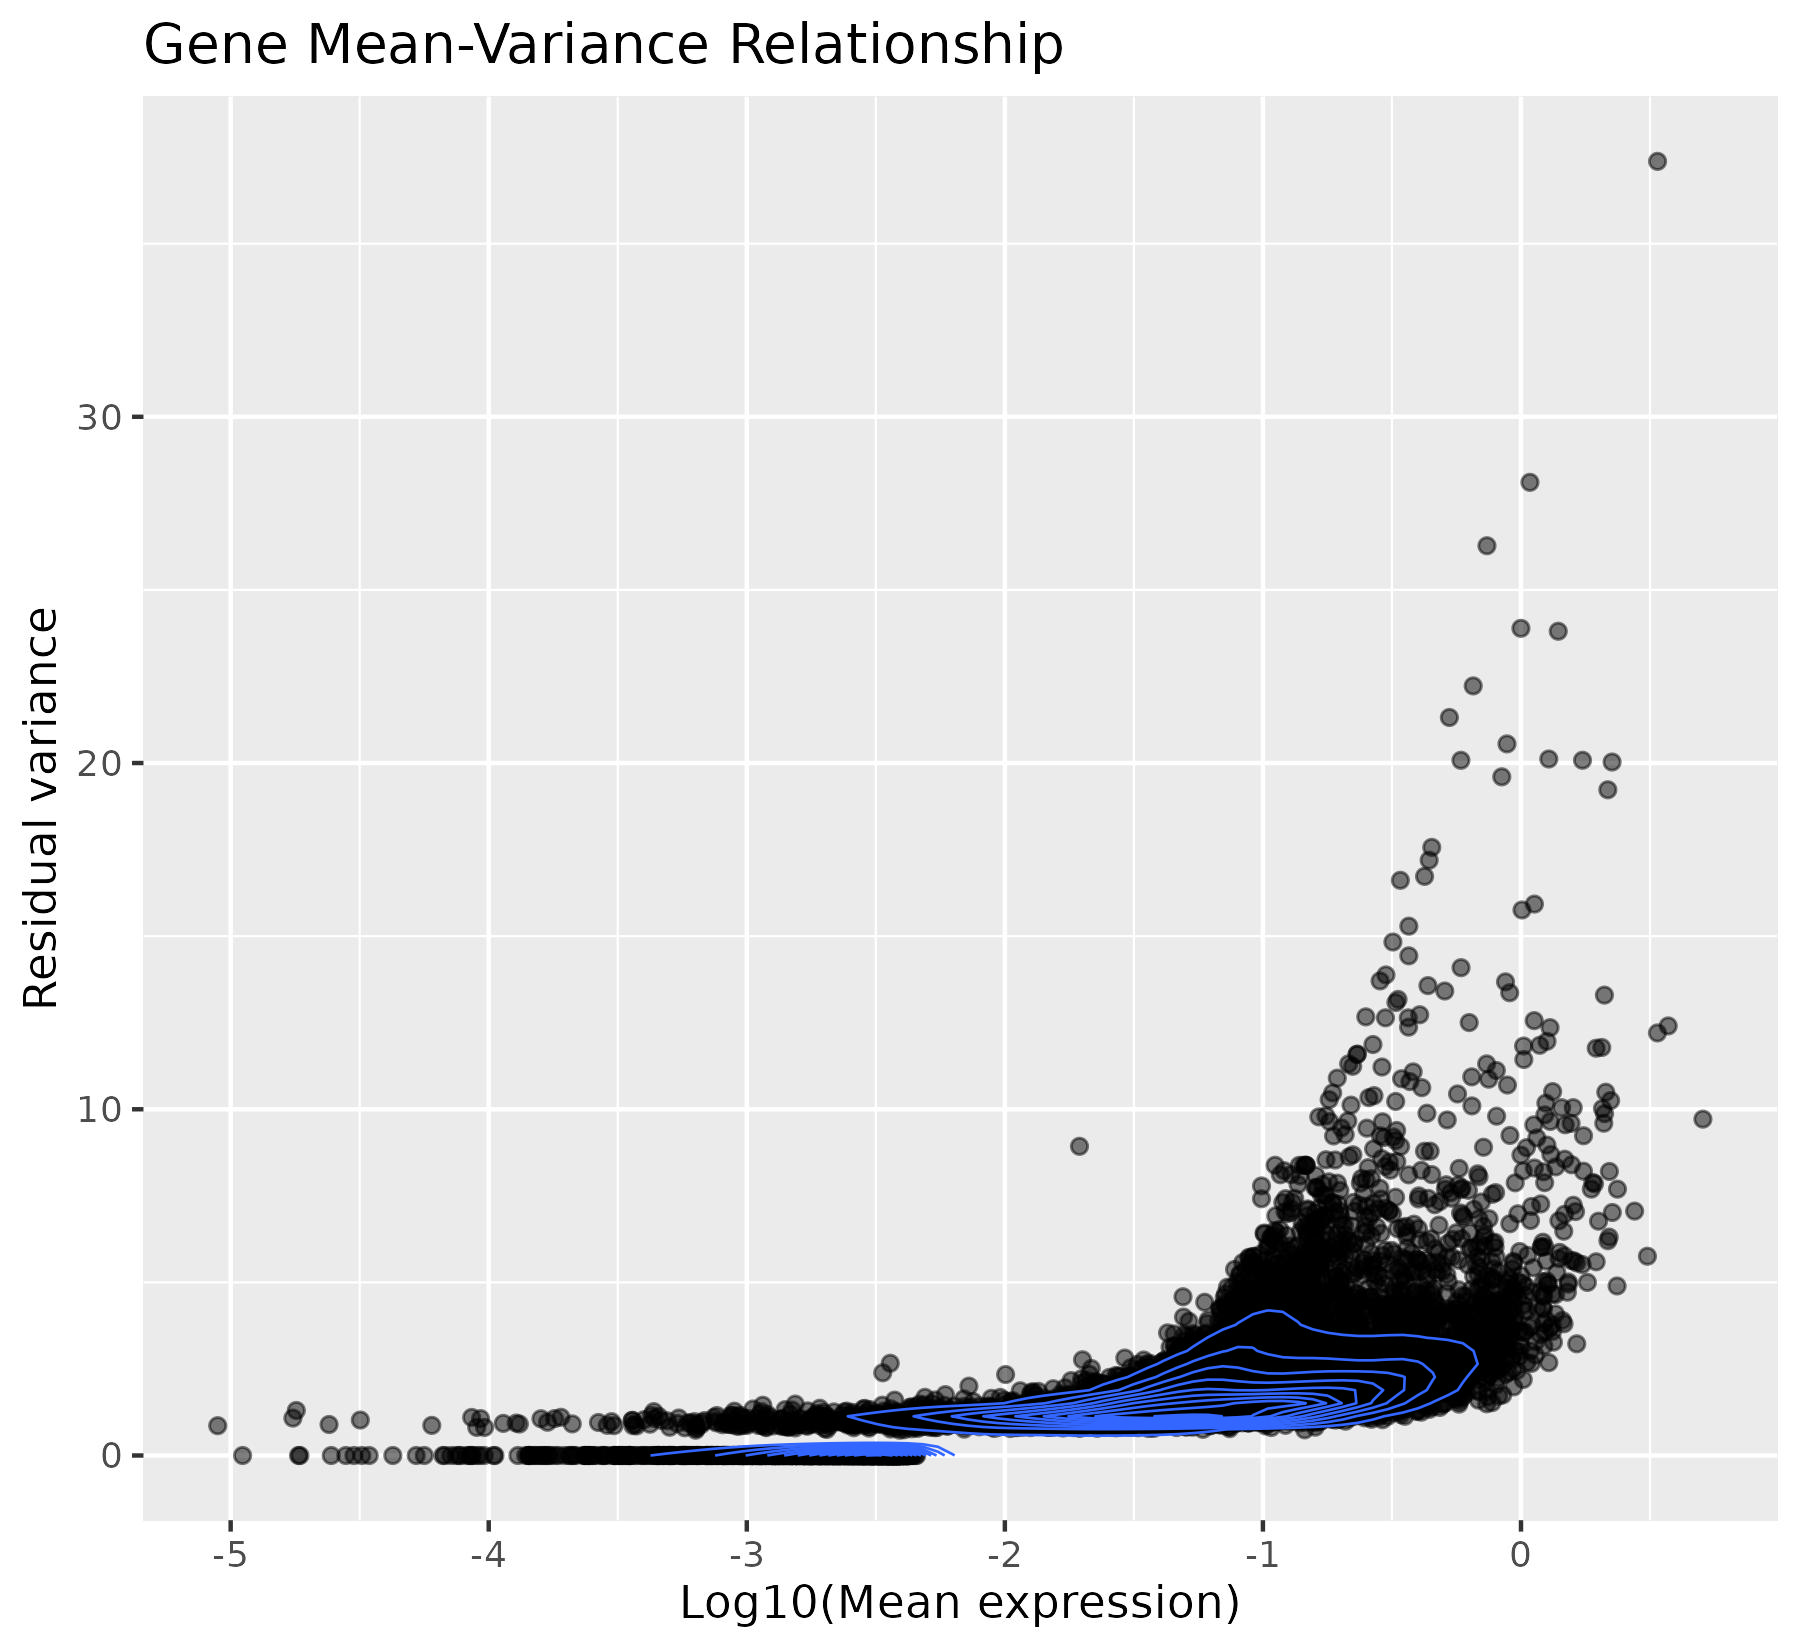 Gene Mean-Variance Relationship
Residual variance
30
20
10
0
-5 -4 -3 -2 -1 0
Log10(Mean expression)